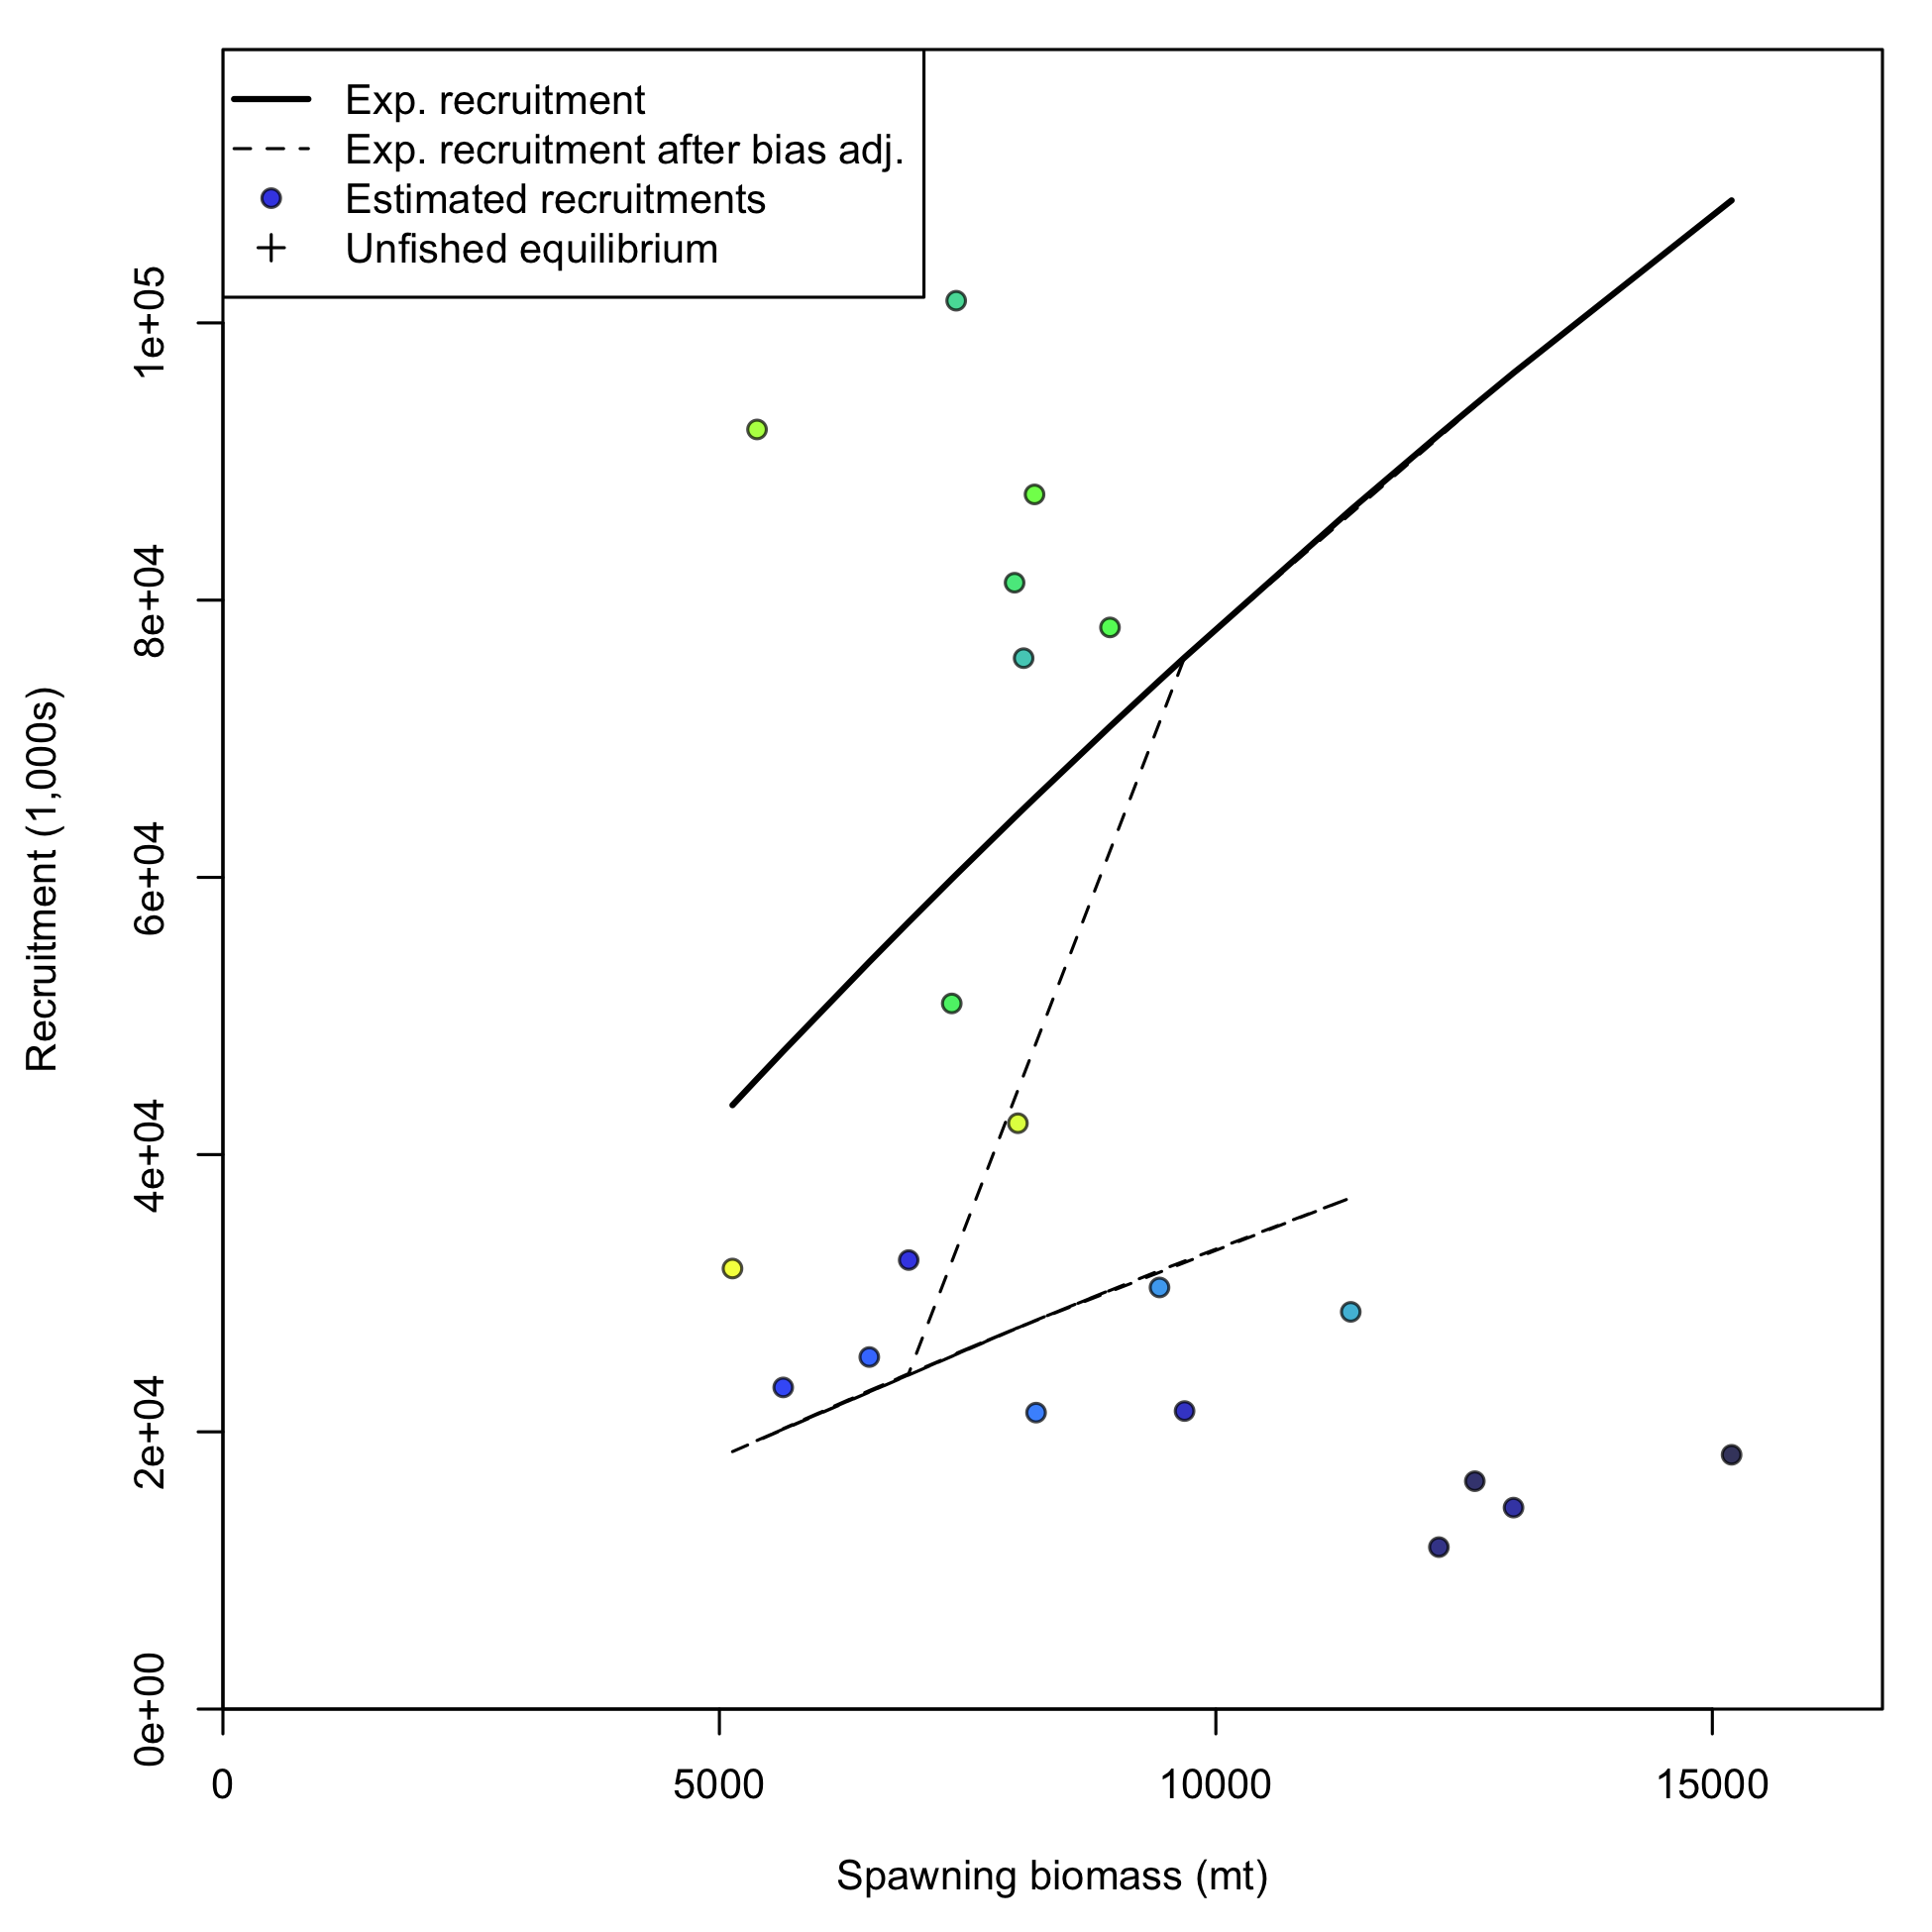 Exp. recruitment
Exp. recruitment after bias adj.
Estimated recruitments
Unfished equilibrium
Recruitment (1,000s)
1e+05
8e+04
6e+04
4e+04
2e+04
0e+00
0 5000 10000 15000
Spawning biomass (mt)